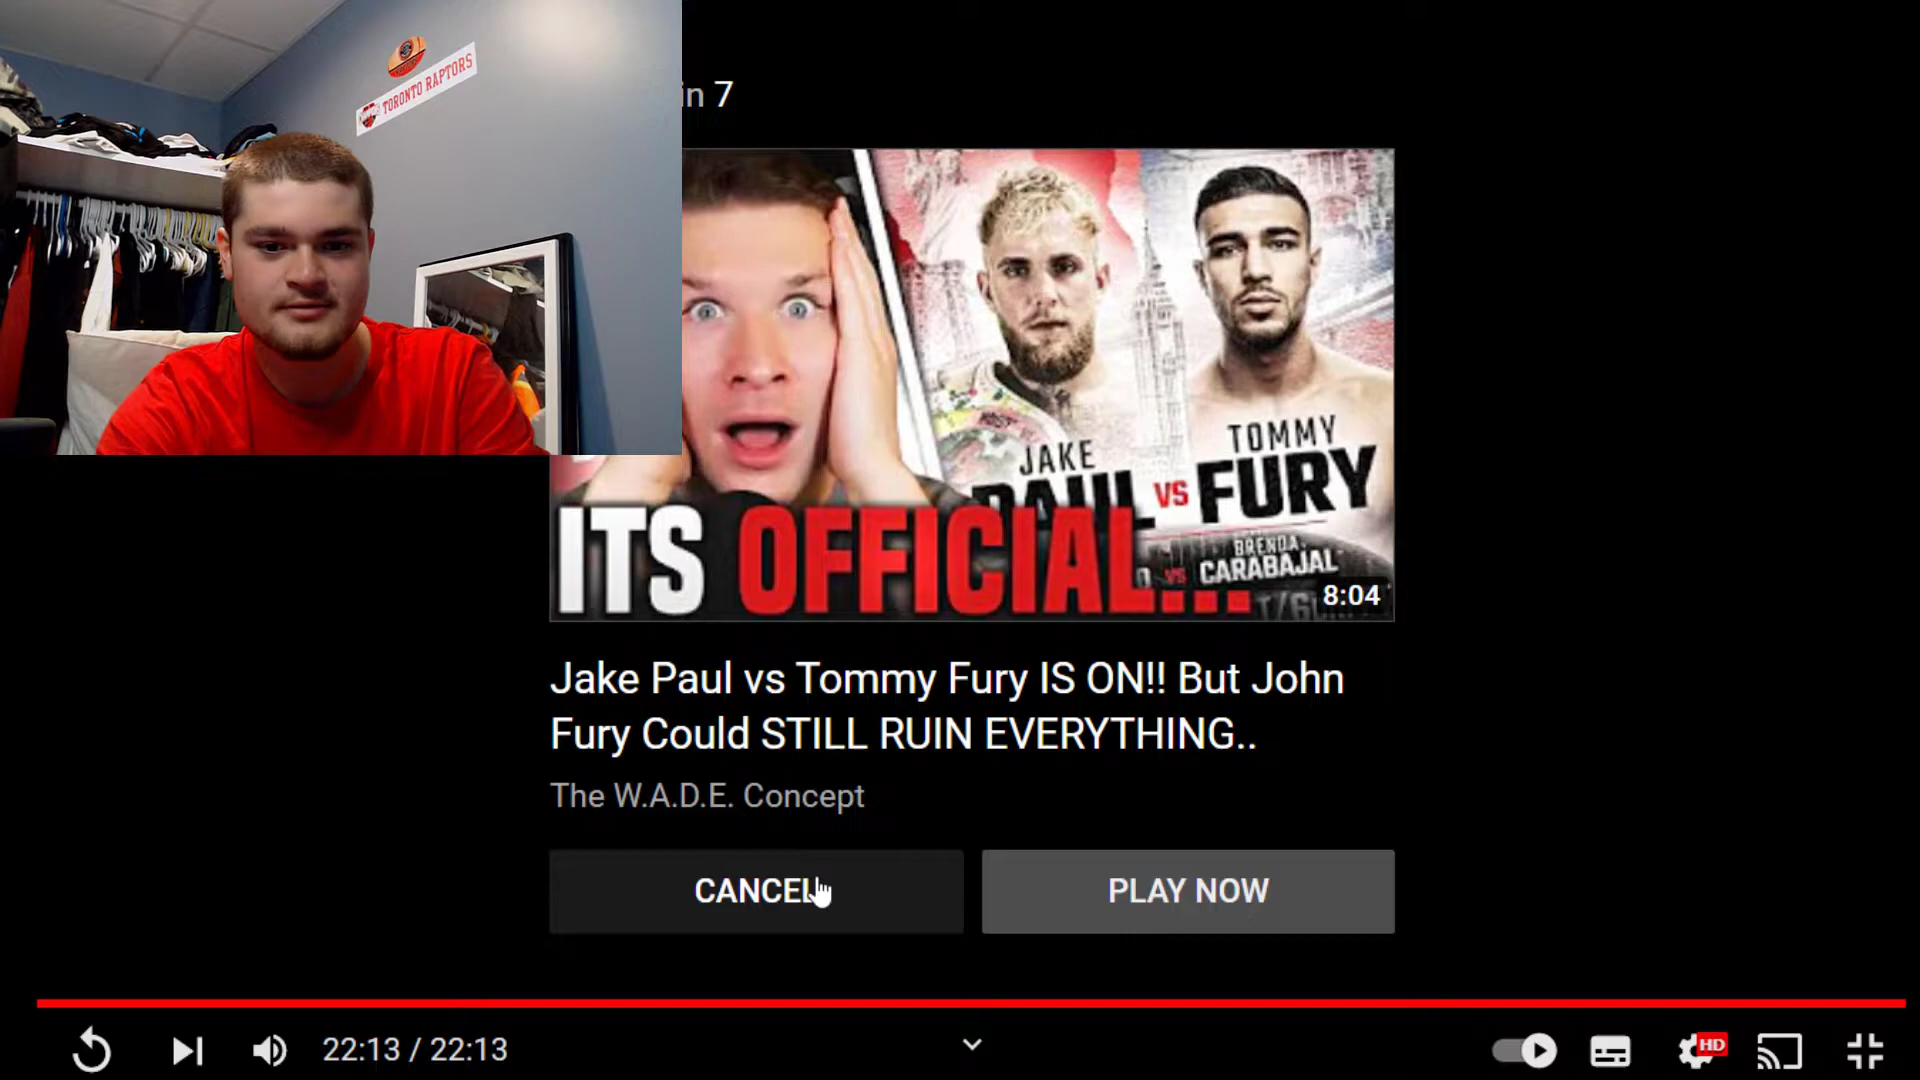 TORONTO RAPTORS
in 7
JAKE
PAUL VS
TOMMY
FURY
ITS OFFICIAL...
BRENDA
VS CARABAJAL
8:04
Jake Paul vs Tommy Fury IS ON!! But John
Fury Could STILL RUIN EVERYTHING..
The W.A.D.E. Concept
CANCEL
PLAY NOW
22:13 / 22:13
HD